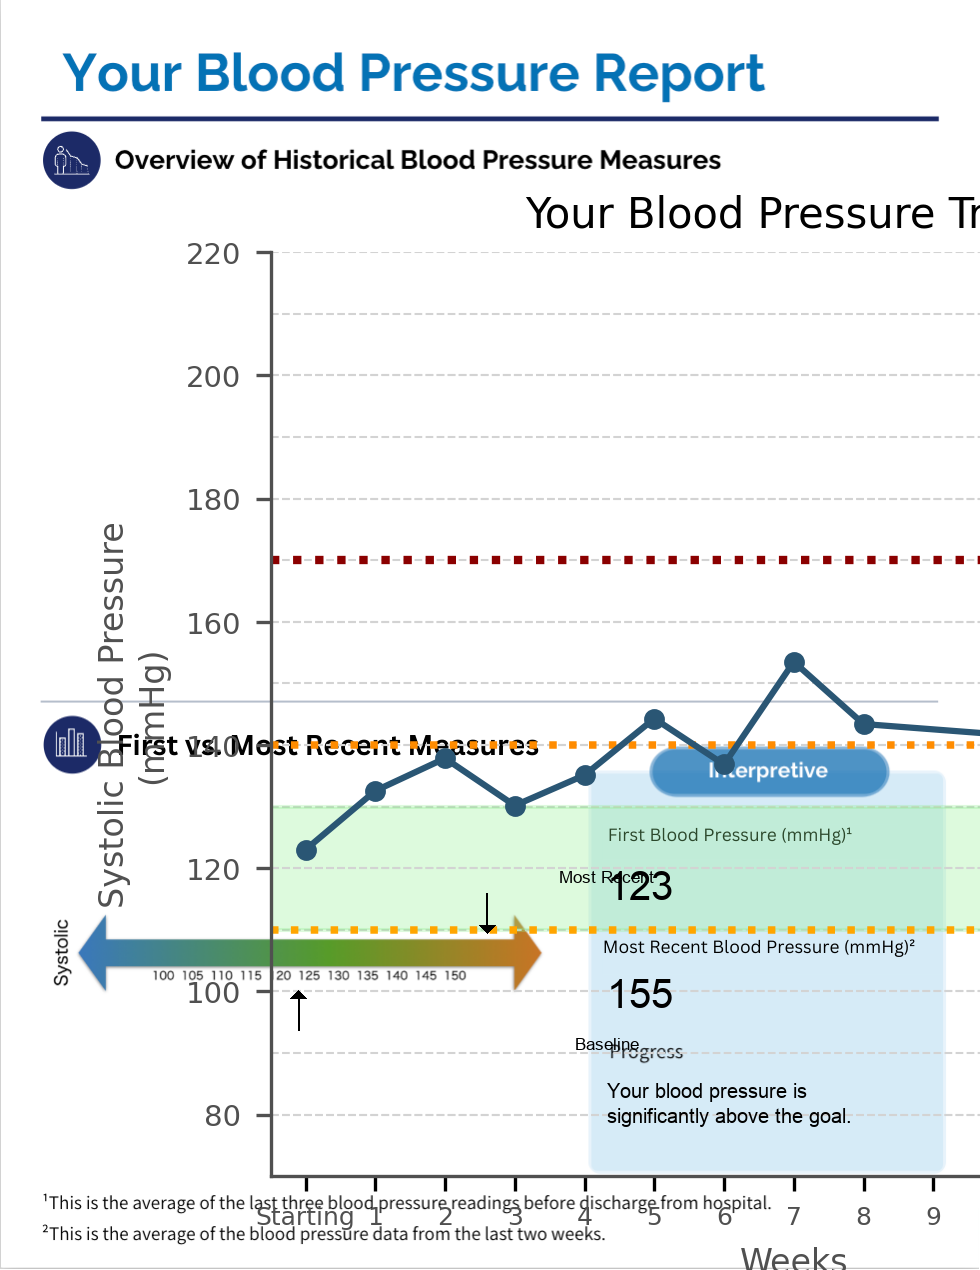 Your Blood Pressure Report
Overview of Historical Blood Pressure Measures
Your Blood Pressure Tr
220
200
180
160
140
120
100
80
Systolic Blood Pressure
(mmHg)
First vs. Most Recent Measures
Interpretive
First Blood Pressure (mmHg)¹
Most Recent
123
Most Recent Blood Pressure (mmHg)²
155
Systolic
100 105 110 115 120 125 130 135 140 145 150
Baseline
Progress
Your blood pressure is
significantly above the goal.
Starting 1 2 3 4 5 6 7 8 9
Weeks
¹This is the average of the last three blood pressure readings before discharge from hospital.
²This is the average of the blood pressure data from the last two weeks.